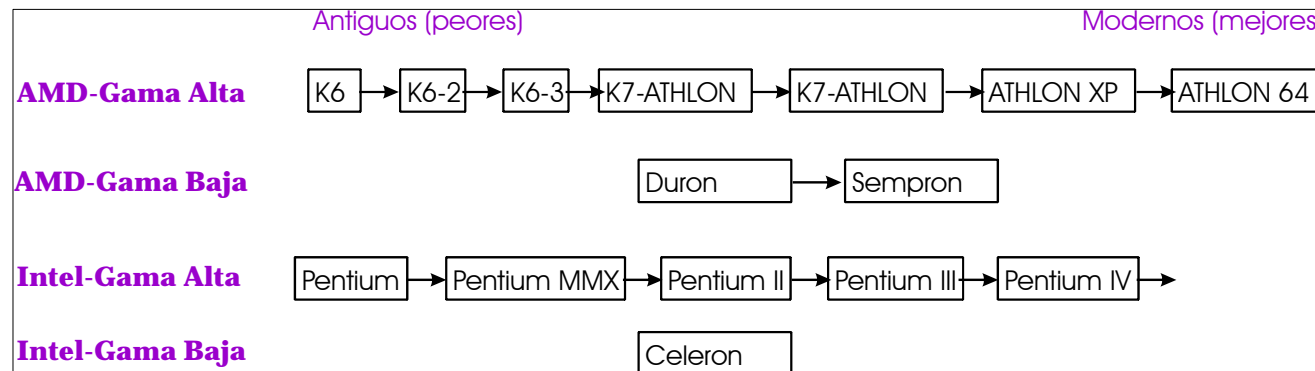 Antiguos (peores) Modernos (mejores
AMD-Gama Alta K6 K6-2 K6-3 K7-ATHLON K7-ATHLON ATHLON XP ATHLON 64
AMD-Gama Baja Duron Sempron
Intel-Gama Alta Pentium Pentium MMX Pentium II Pentium III Pentium IV
Intel-Gama Baja Celeron